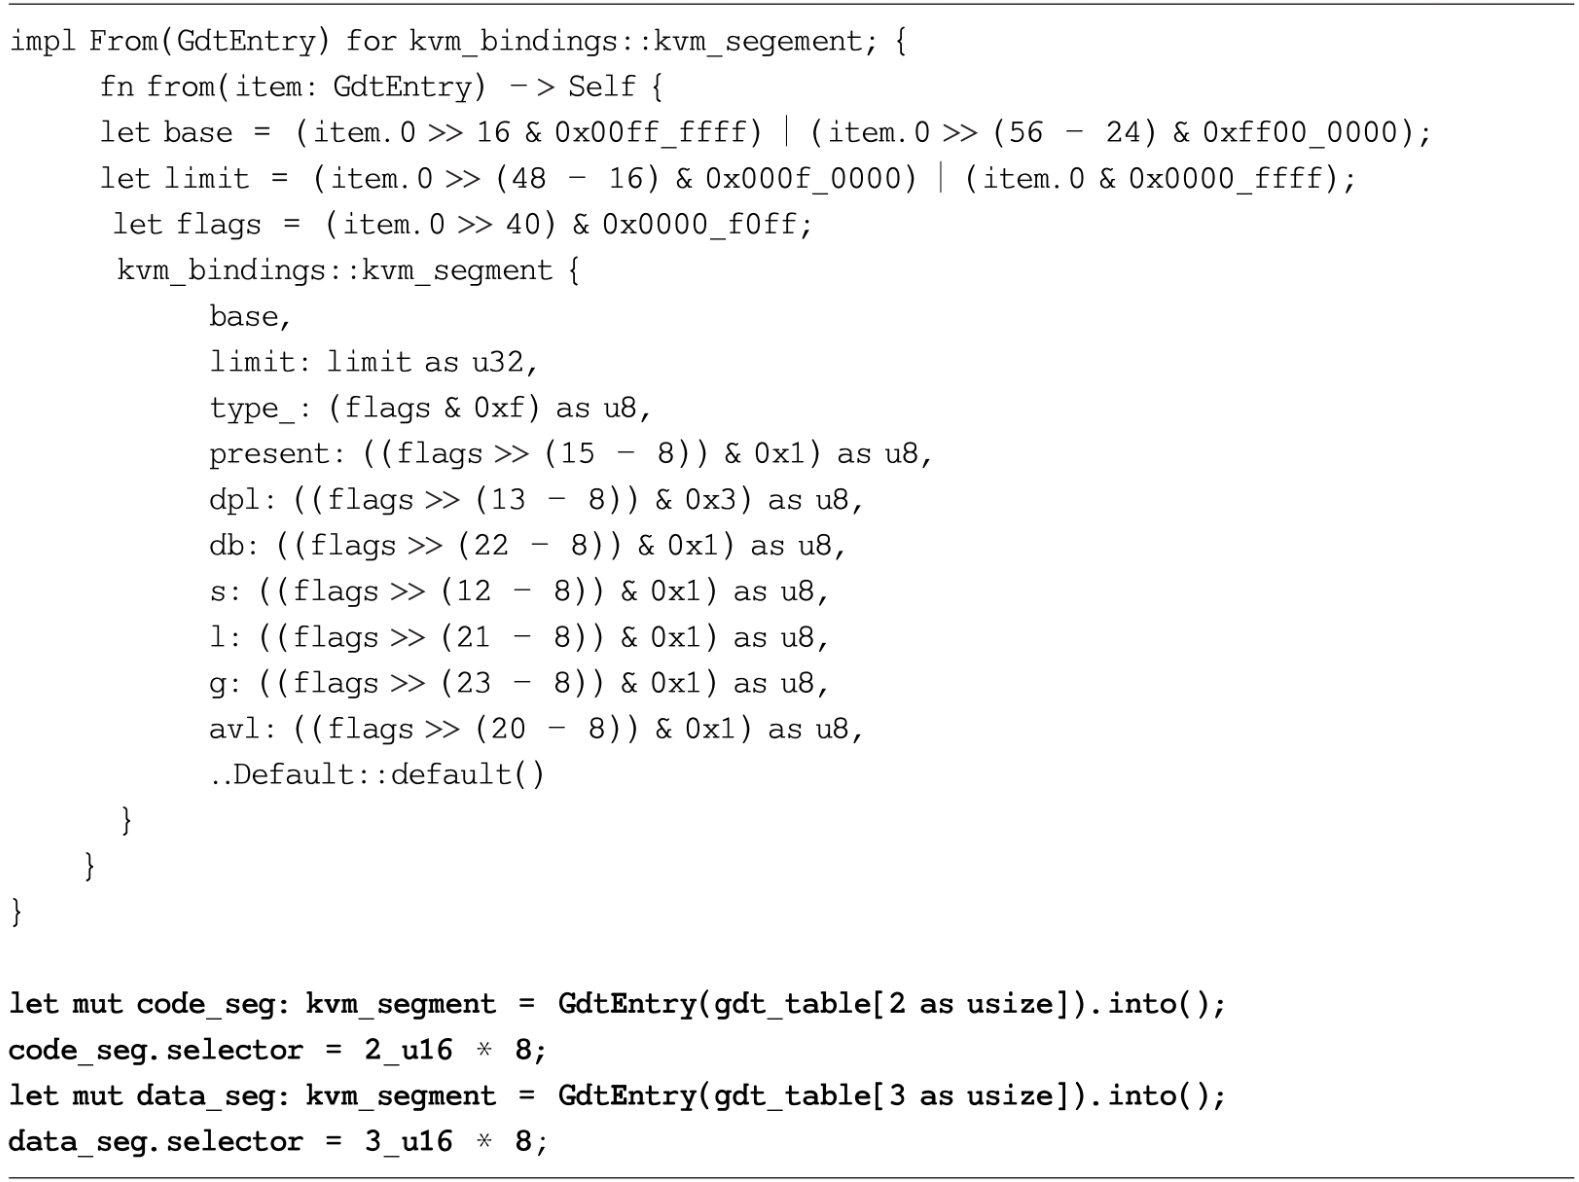 impl From(GdtEntry) for kvm_bindings::kvm_segement; {
fn from(item: GdtEntry) -> Self {
let base = (item.0 >> 16 & 0x00ff_ffff) | (item.0 >> (56 - 24) & 0xff00_0000);
let limit = (item.0 >> (48 - 16) & 0x000f_0000) | (item.0 & 0x0000_ffff);
let flags = (item.0 >> 40) & 0x0000_f0ff;
kvm_bindings::kvm_segment {
base,
limit: limit as u32,
type_: (flags & 0xf) as u8,
present: ((flags >> (15 - 8)) & 0x1) as u8,
dpl: ((flags >> (13 - 8)) & 0x3) as u8,
db: ((flags >> (22 - 8)) & 0x1) as u8,
s: ((flags >> (12 - 8)) & 0x1) as u8,
l: ((flags >> (21 - 8)) & 0x1) as u8,
g: ((flags >> (23 - 8)) & 0x1) as u8,
avl: ((flags >> (20 - 8)) & 0x1) as u8,
..Default::default()
}
}
}
let mut code_seg: kvm_segment = GdtEntry(gdt_table[2 as usize]).into();
code_seg.selector = 2_u16 * 8;
let mut data_seg: kvm_segment = GdtEntry(gdt_table[3 as usize]).into();
data_seg.selector = 3_u16 * 8;